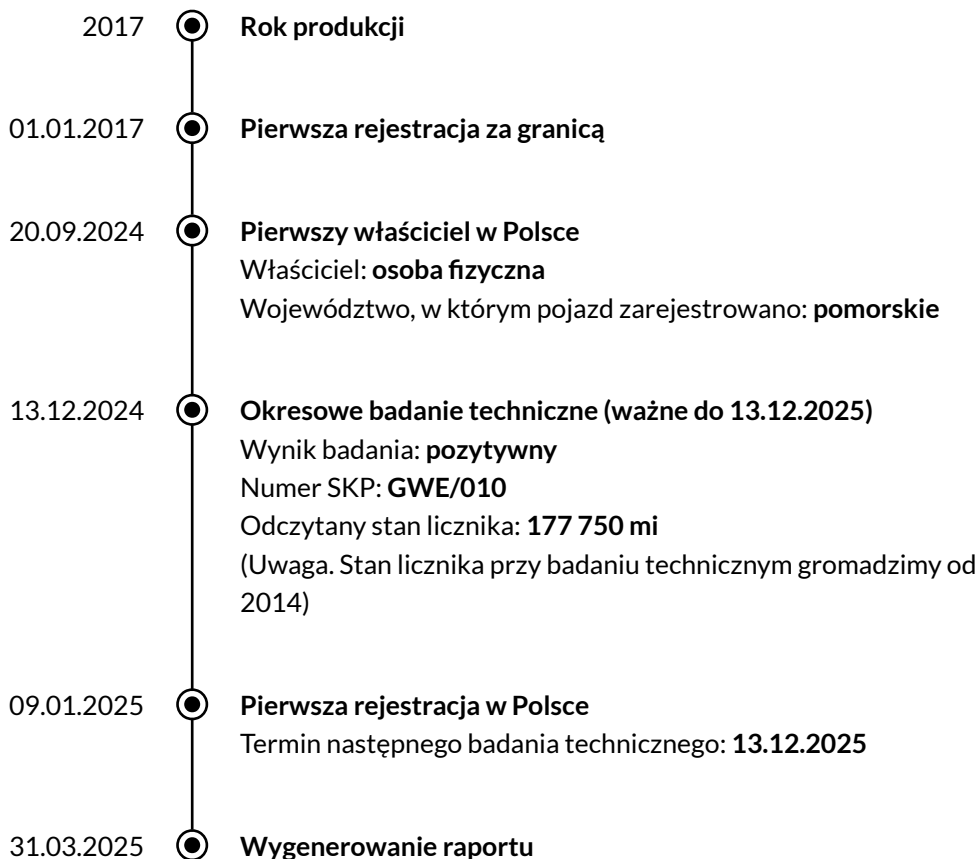 2017 Rok produkcji
01.01.2017 Pierwsza rejestracja za granicą
20.09.2024 Pierwszy właściciel w Polsce
Właściciel: osoba fizyczna
Województwo, w którym pojazd zarejestrowano: pomorskie
13.12.2024 Okresowe badanie techniczne (ważne do 13.12.2025)
Wynik badania: pozytywny
Numer SKP: GWE/010
Odczytany stan licznika: 177 750 mi
(Uwaga. Stan licznika przy badaniu technicznym gromadzimy od
2014)
09.01.2025 Pierwsza rejestracja w Polsce
Termin następnego badania technicznego: 13.12.2025
31.03.2025 Wygenerowanie raportu